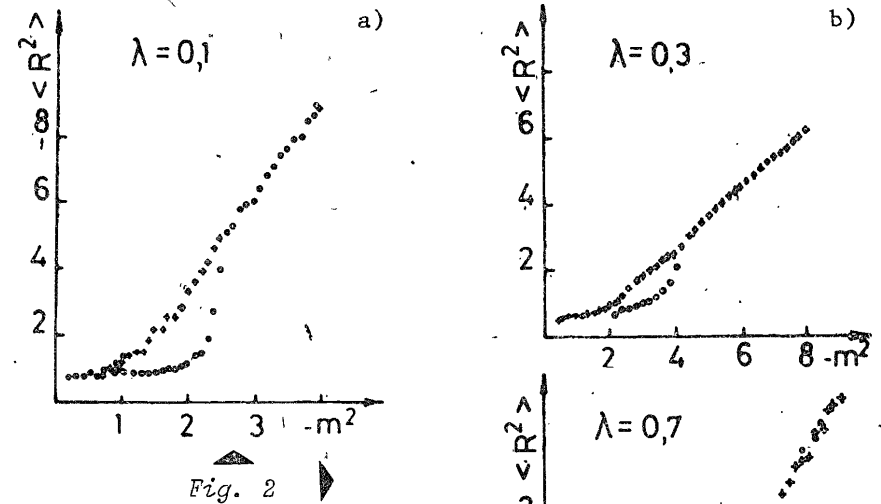 a)
λ = 0,1
< R² >
8
6
4
2
1 2 3 -m²
Fig. 2
b)
λ = 0,3
< R² >
6
4
2
2 4 6 8 -m²
λ = 0,7
< R² >